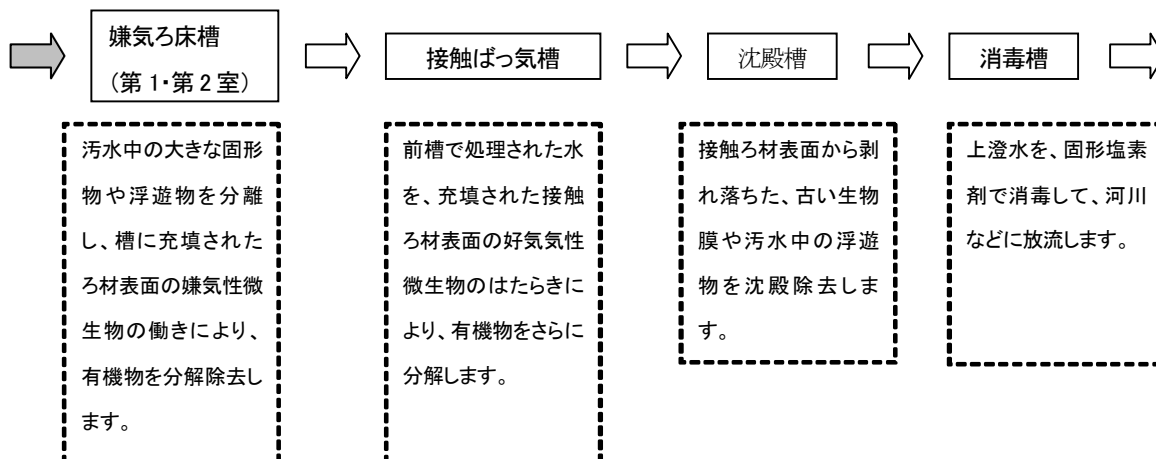 嫌気ろ床槽
(第1・第2室)
接触ばっ気槽
沈殿槽
消毒槽
汚水中の大きな固形
物や浮遊物を分離
し、槽に充填された
ろ材表面の嫌気性微
生物の働きにより、
有機物を分解除去し
ます。
前槽で処理された水
を、充填された接触
ろ材表面の好気気性
微生物のはたらきに
より、有機物をさらに
分解します。
接触ろ材表面から剥
れ落ちた、古い生物
膜や汚水中の浮遊
物を沈殿除去しま
す。
上澄水を、固形塩素
剤で消毒して、河川
などに放流します。